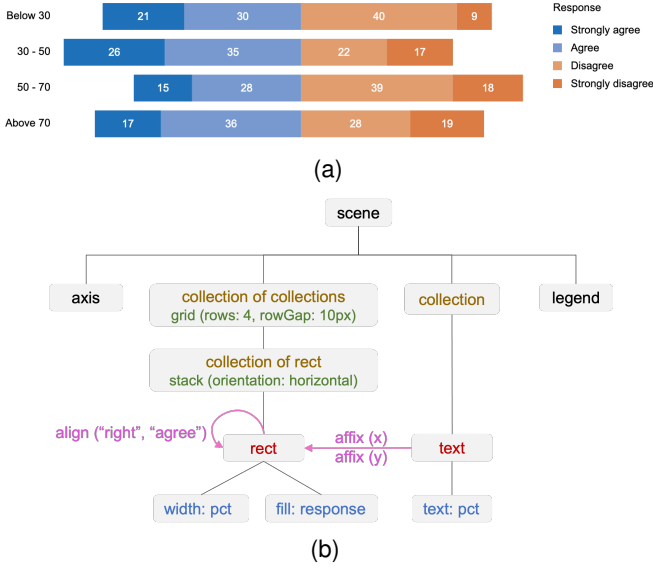 Response
Below 30 21 30 40 9
Strongly agree
30 - 50 26 35 22 17
Agree
Disagree
50 - 70 15 28 39 18
Strongly disagree
Above 70 17 36 28 19
(a)
scene
axis
collection of collections
grid (rows: 4, rowGap: 10px)
collection
legend
collection of rect
stack (orientation: horizontal)
align (“right”, “agree”)
rect
affix (x)
affix (y)
text
width: pct
fill: response
text: pct
(b)